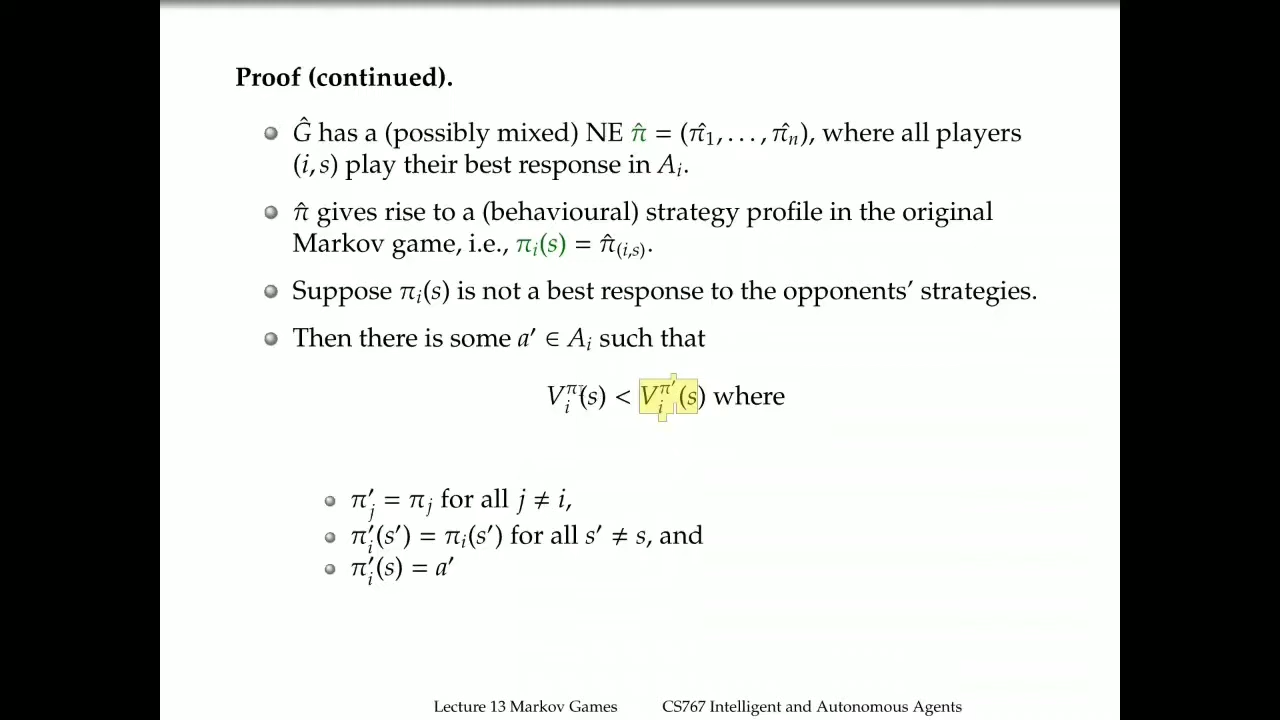 Proof (continued).
Ĝ has a (possibly mixed) NE π̂ = (π̂₁, . . . , π̂ₙ), where all players
(i, s) play their best response in Aᵢ.
π̂ gives rise to a (behavioural) strategy profile in the original
Markov game, i.e., πᵢ(s) = π̂₍ᵢ,ₛ₎.
Suppose πᵢ(s) is not a best response to the opponents’ strategies.
Then there is some a′ ∈ Aᵢ such that
Vᵢ^π(s) < Vᵢ^π′(s) where
π′ⱼ = πⱼ for all j ≠ i,
π′ᵢ(s′) = πᵢ(s′) for all s′ ≠ s, and
π′ᵢ(s) = a′
Lecture 13 Markov Games CS767 Intelligent and Autonomous Agents